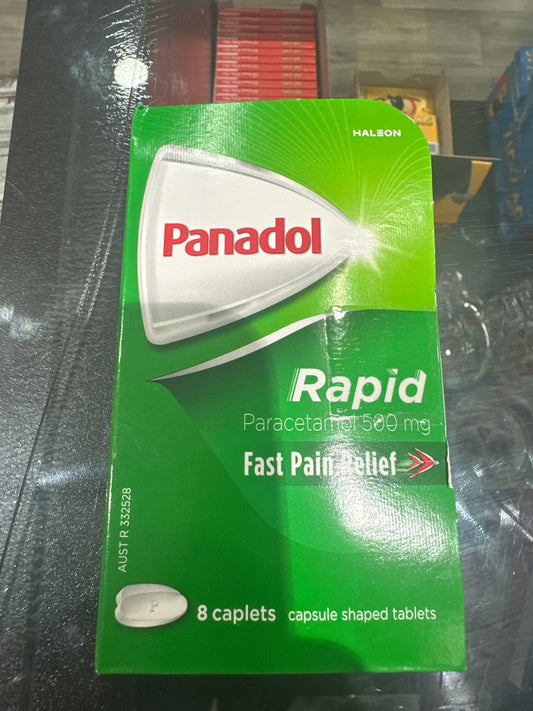 HALEON
Panadol
Rapid
Paracetamol 500 mg
Fast Pain Relief
AUST R 332528
P
8 caplets capsule shaped tablets